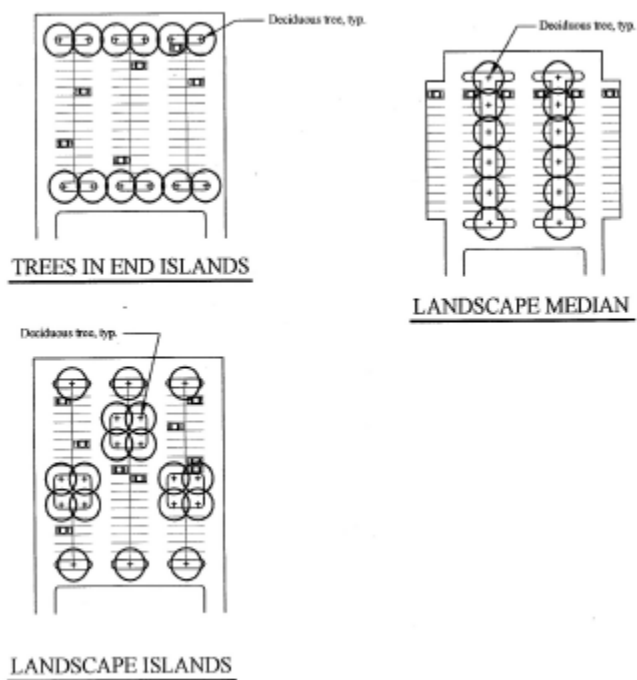 Deciduous tree, typ.
TREES IN END ISLANDS
Deciduous tree, typ.
LANDSCAPE MEDIAN
Deciduous tree, typ.
LANDSCAPE ISLANDS